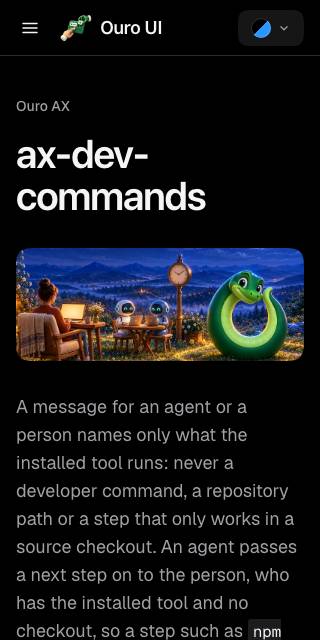 Ouro UI
Ouro AX
ax-dev-
commands
A message for an agent or a
person names only what the
installed tool runs: never a
developer command, a repository
path or a step that only works in a
source checkout. An agent passes
a next step on to the person, who
has the installed tool and no
checkout, so a step such as npm